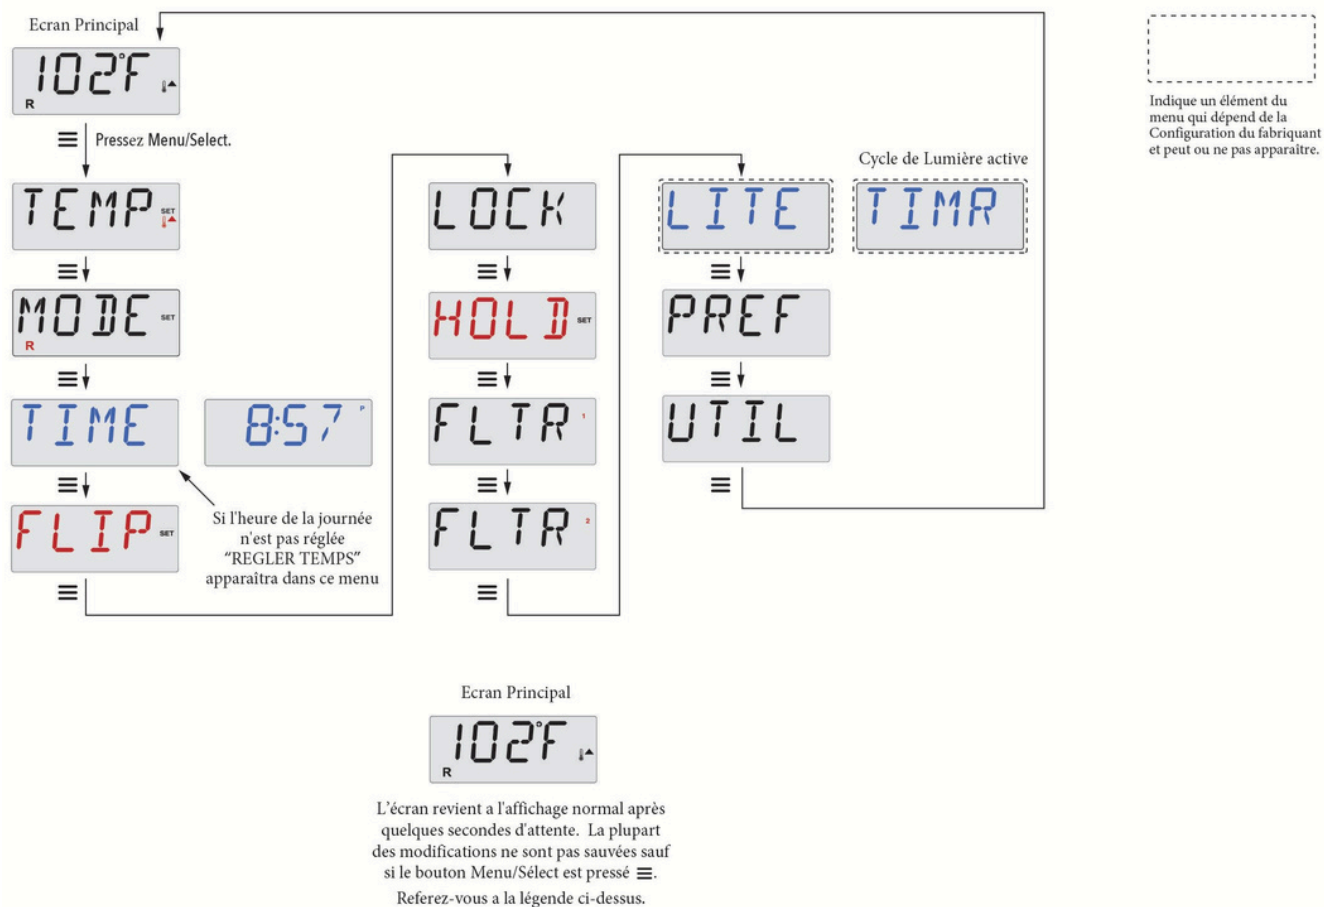 Ecran Principal
102°F
R
Pressez Menu/Select.
TEMP SET
MODE SET
R
TIME
8:57 P
FLIP SET
Si l'heure de la journée
n'est pas réglée
“REGLER TEMPS”
apparaîtra dans ce menu
LOCK
HOLD SET
FLTR 1
FLTR 2
LITE
Cycle de Lumière active
TIMR
PREF
UTIL
Indique un élément du
menu qui dépend de la
Configuration du fabriquant
et peut ou ne pas apparaître.
Ecran Principal
102°F
R
L'écran revient a l'affichage normal après
quelques secondes d'attente. La plupart
des modifications ne sont pas sauvées sauf
si le bouton Menu/Sélect est pressé ☰.
Referez-vous a la légende ci-dessus.